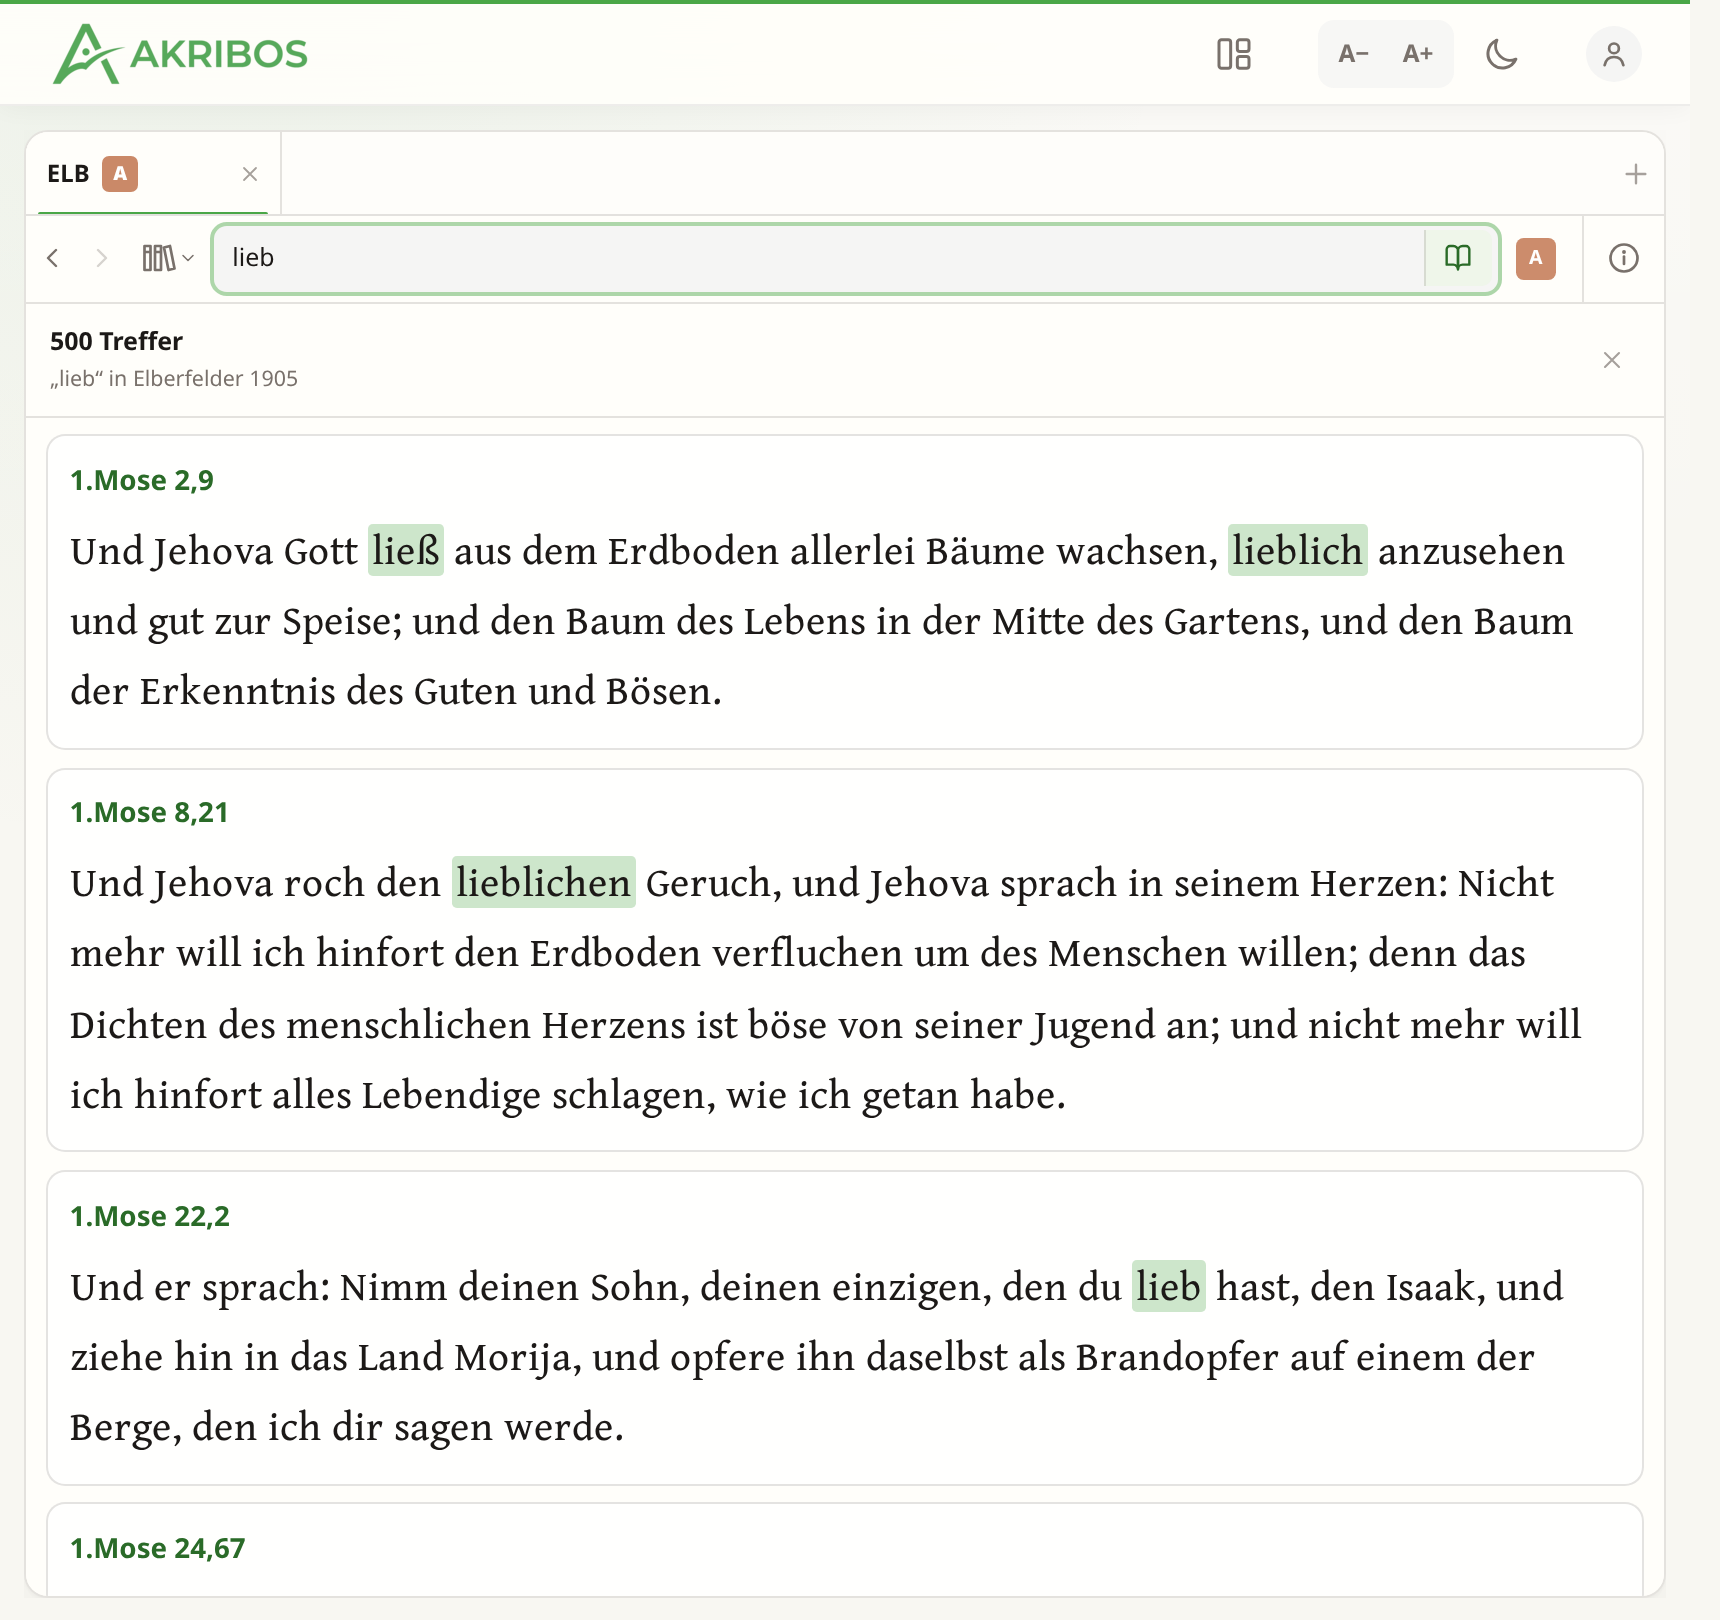 AKRIBOS
A− A+
ELB A
lieb
A
500 Treffer
„lieb“ in Elberfelder 1905
1.Mose 2,9
Und Jehova Gott ließ aus dem Erdboden allerlei Bäume wachsen, lieblich anzusehen
und gut zur Speise; und den Baum des Lebens in der Mitte des Gartens, und den Baum
der Erkenntnis des Guten und Bösen.
1.Mose 8,21
Und Jehova roch den lieblichen Geruch, und Jehova sprach in seinem Herzen: Nicht
mehr will ich hinfort den Erdboden verfluchen um des Menschen willen; denn das
Dichten des menschlichen Herzens ist böse von seiner Jugend an; und nicht mehr will
ich hinfort alles Lebendige schlagen, wie ich getan habe.
1.Mose 22,2
Und er sprach: Nimm deinen Sohn, deinen einzigen, den du lieb hast, den Isaak, und
ziehe hin in das Land Morija, und opfere ihn daselbst als Brandopfer auf einem der
Berge, den ich dir sagen werde.
1.Mose 24,67